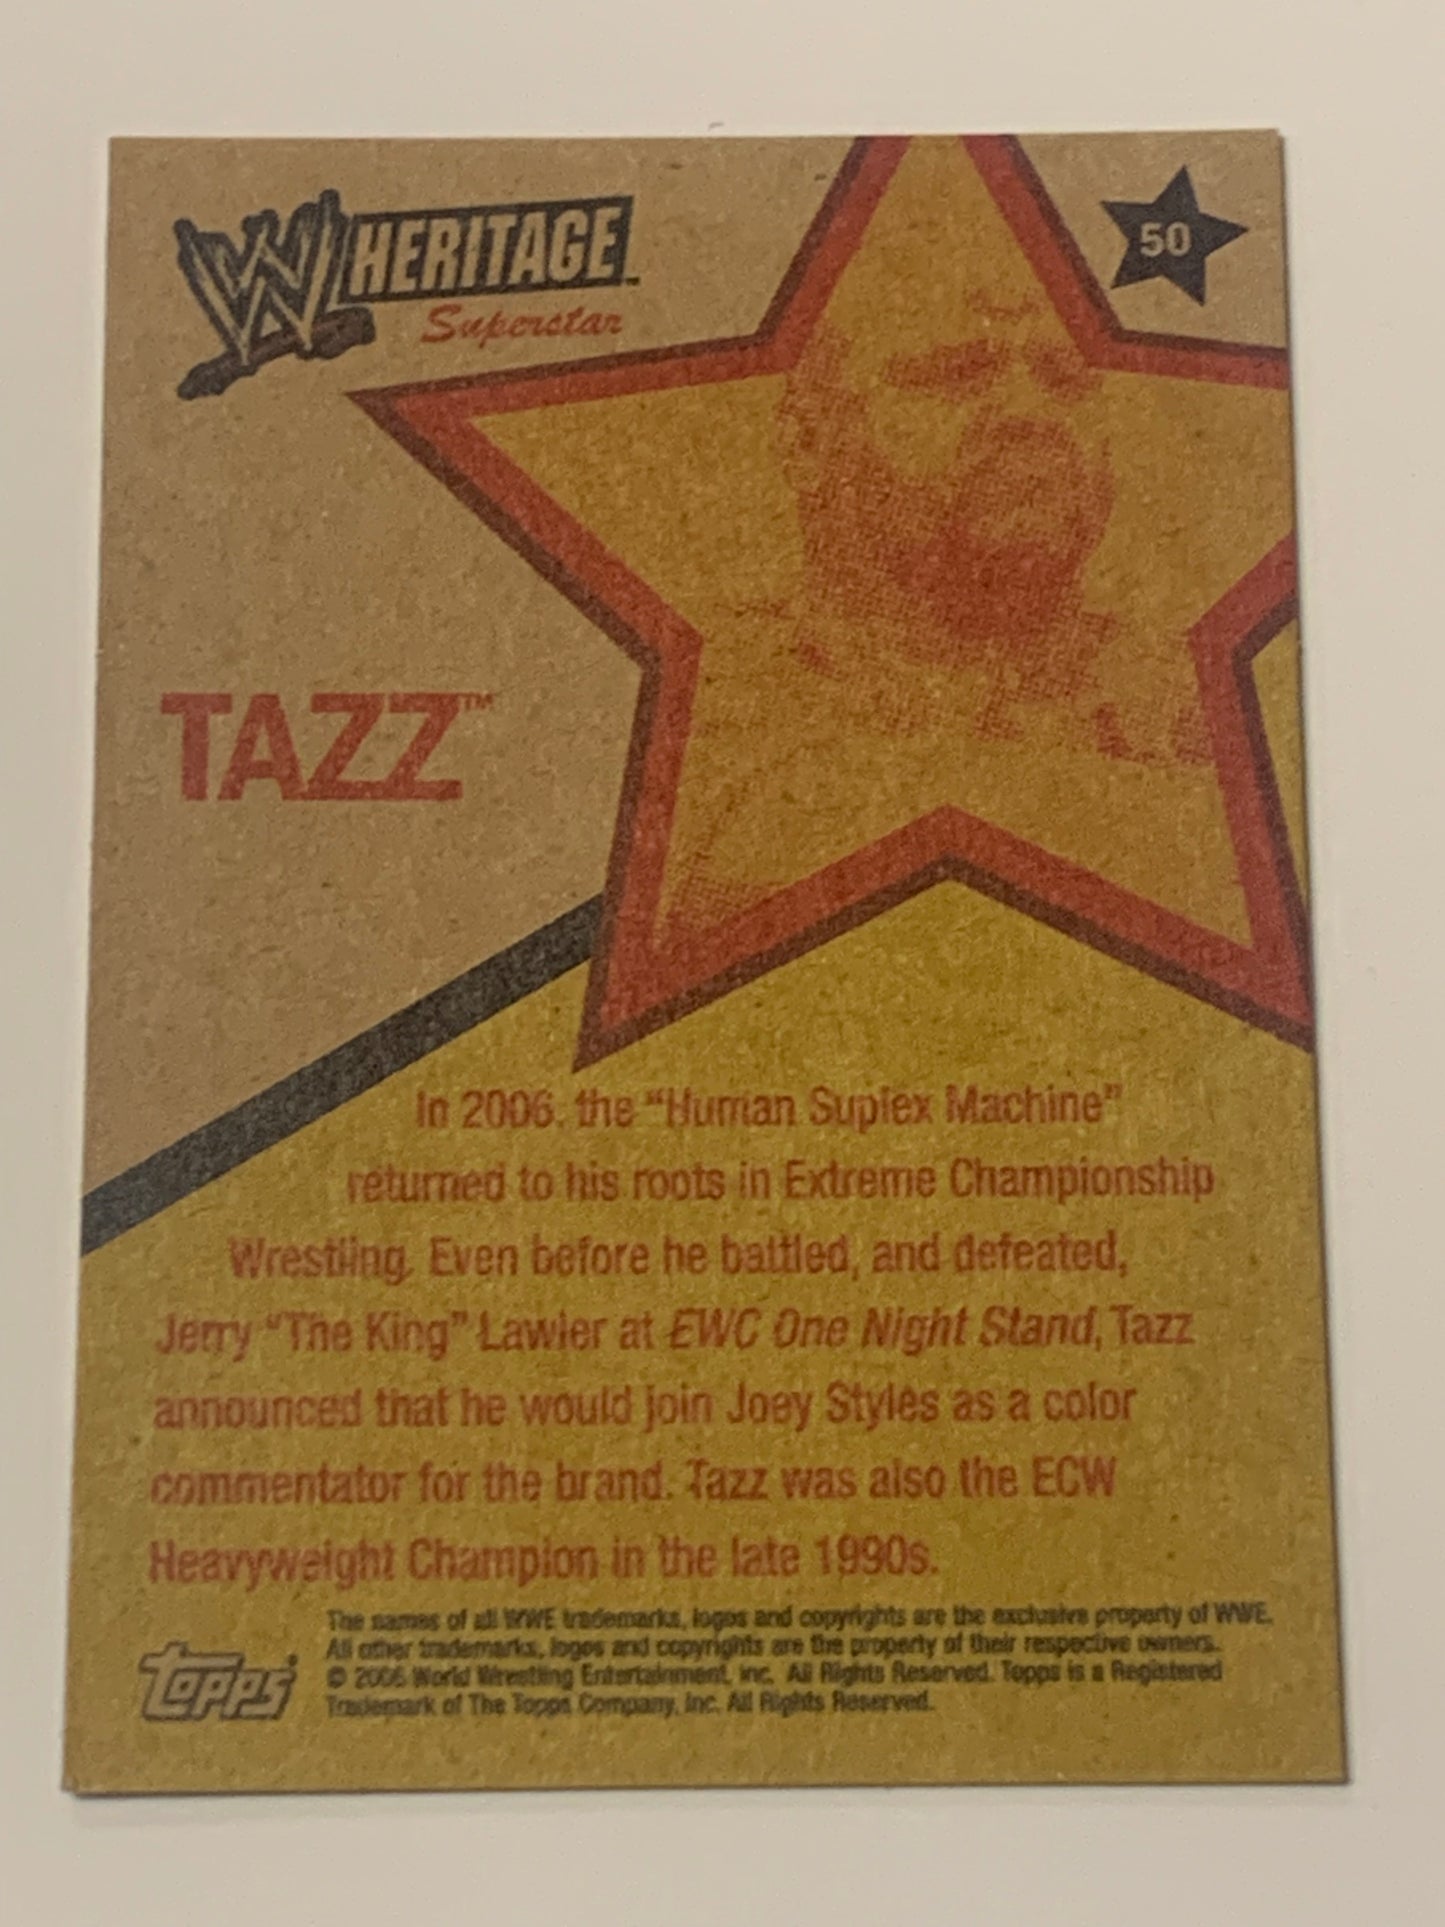 W HERITAGE™
Superstar
50
TAZZ™
In 2006, the “Human Suplex Machine”
returned to his roots in Extreme Championship
Wrestling. Even before he battled, and defeated,
Jerry “The King” Lawler at EWC One Night Stand, Tazz
announced that he would join Joey Styles as a color
commentator for the brand. Tazz was also the ECW
Heavyweight Champion in the late 1990s.
The names of all WWE trademarks, logos and copyrights are the exclusive property of WWE.
All other trademarks, logos and copyrights are the property of their respective owners.
© 2006 World Wrestling Entertainment, Inc. All Rights Reserved. Topps is a Registered
Trademark of The Topps Company, Inc. All Rights Reserved.
Topps®